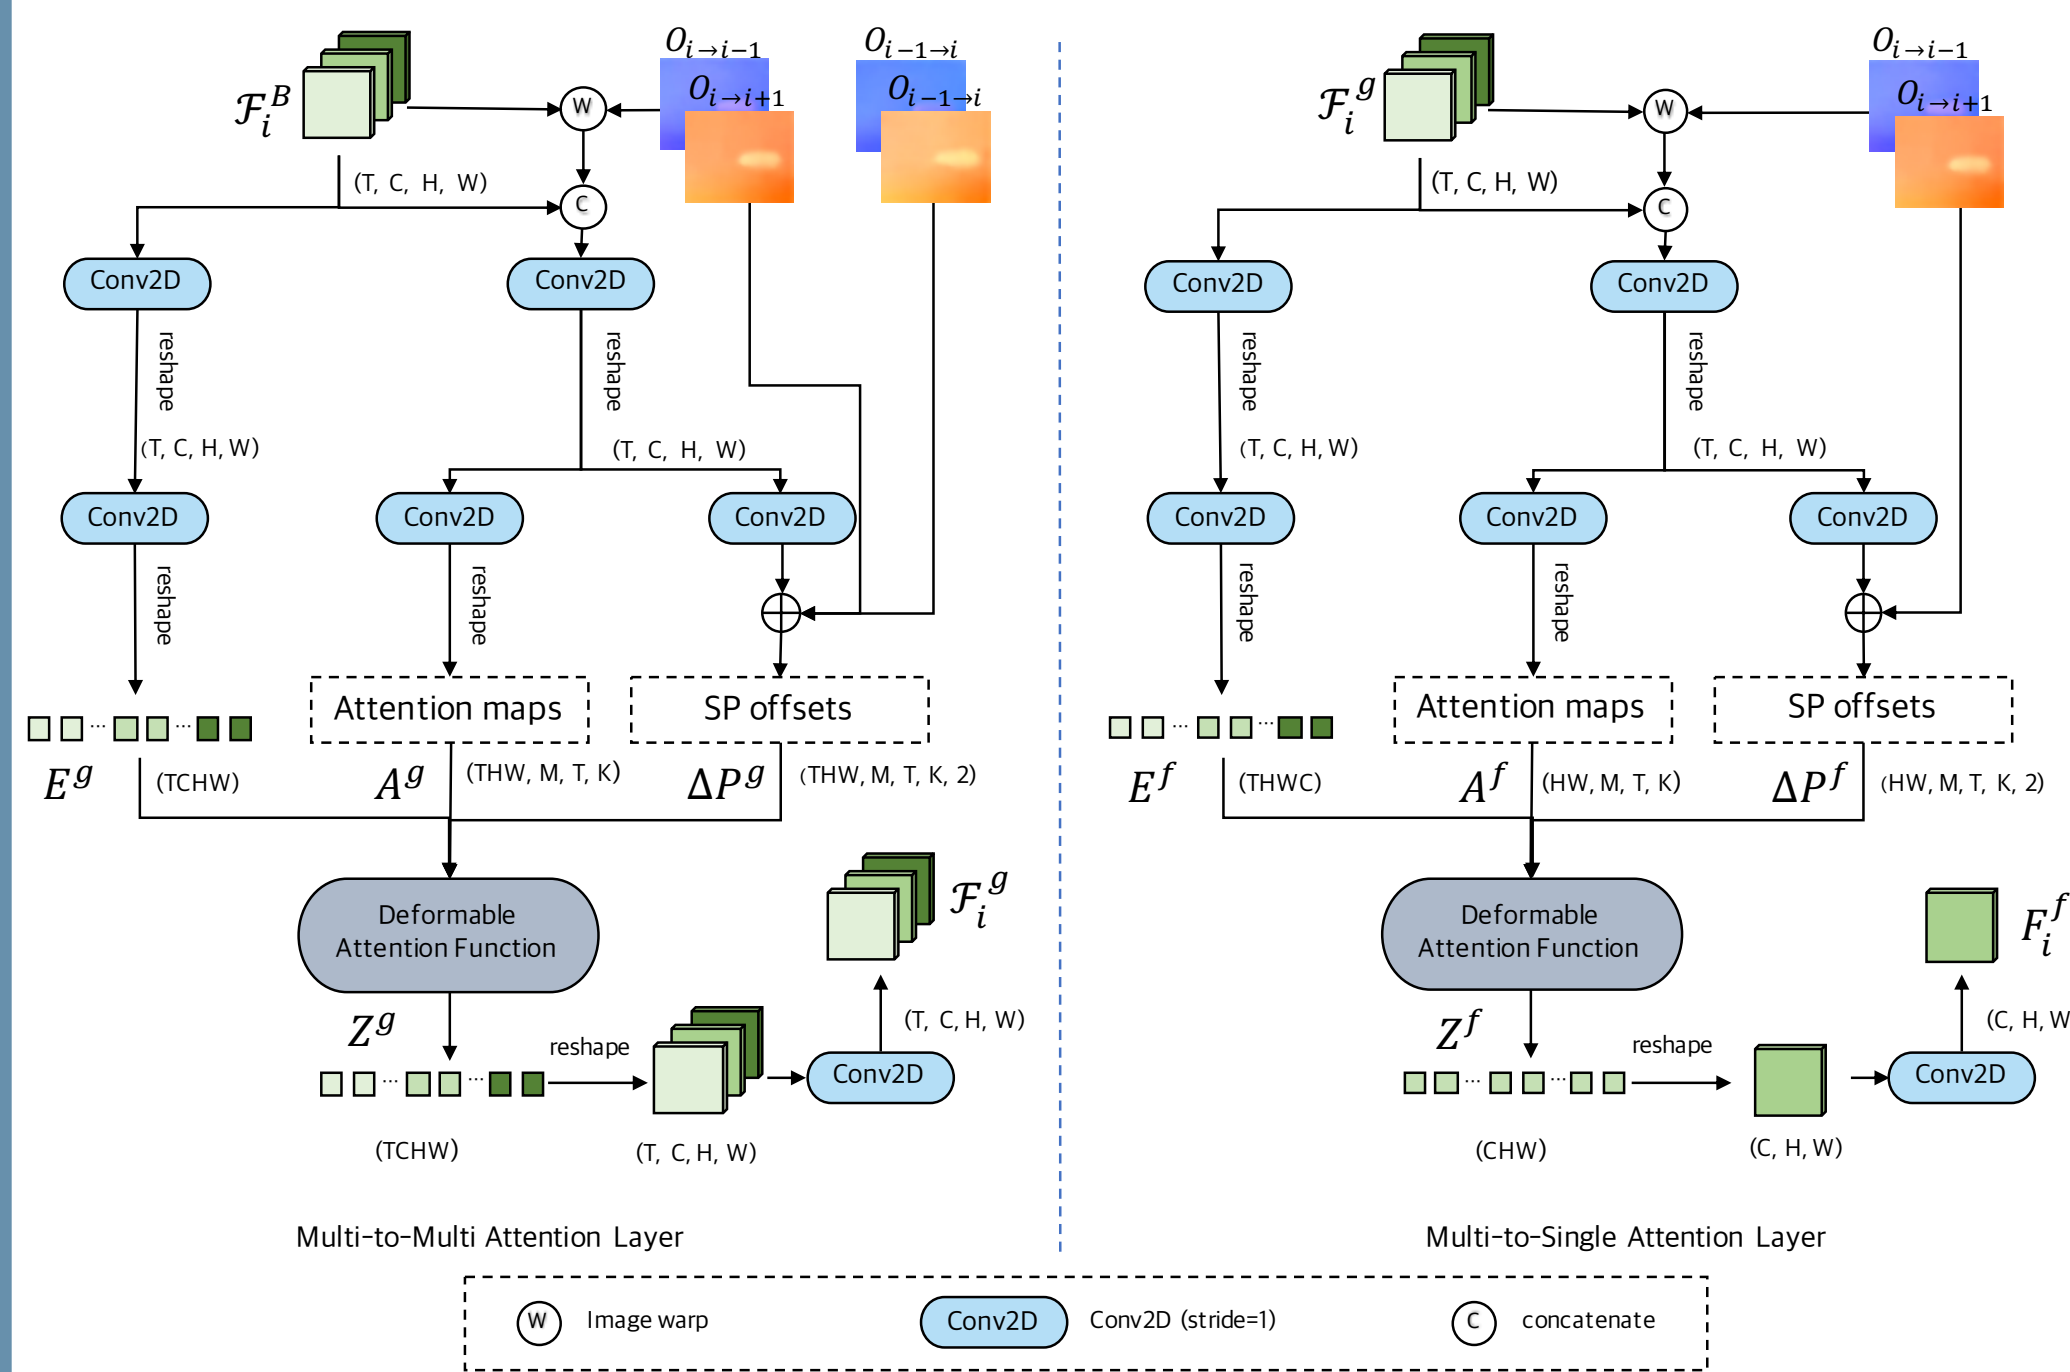 𝓕_i^B
(T, C, H, W)
W
C
O_{i→i−1}
O_{i→i+1}
O_{i−1→i}
O_{i−1→i}
Conv2D
Conv2D
reshape
reshape
(T, C, H, W)
(T, C, H, W)
Conv2D
Conv2D
Conv2D
reshape
reshape
Attention maps
SP offsets
... ...
E^g
(TCHW)
A^g
(THW, M, T, K)
ΔP^g
(THW, M, T, K, 2)
Deformable
Attention Function
𝓕_i^g
Z^g
reshape
(T, C, H, W)
Conv2D
... ...
(TCHW)
(T, C, H, W)
Multi-to-Multi Attention Layer
𝓕_i^g
(T, C, H, W)
W
C
O_{i→i−1}
O_{i→i+1}
Conv2D
Conv2D
reshape
reshape
(T, C, H, W)
(T, C, H, W)
Conv2D
Conv2D
Conv2D
reshape
reshape
Attention maps
SP offsets
... ...
E^f
(THWC)
A^f
(HW, M, T, K)
ΔP^f
(HW, M, T, K, 2)
Deformable
Attention Function
F_i^f
Z^f
reshape
(C, H, W
Conv2D
... ...
(CHW)
(C, H, W)
Multi-to-Single Attention Layer
W Image warp
Conv2D Conv2D (stride=1)
C concatenate